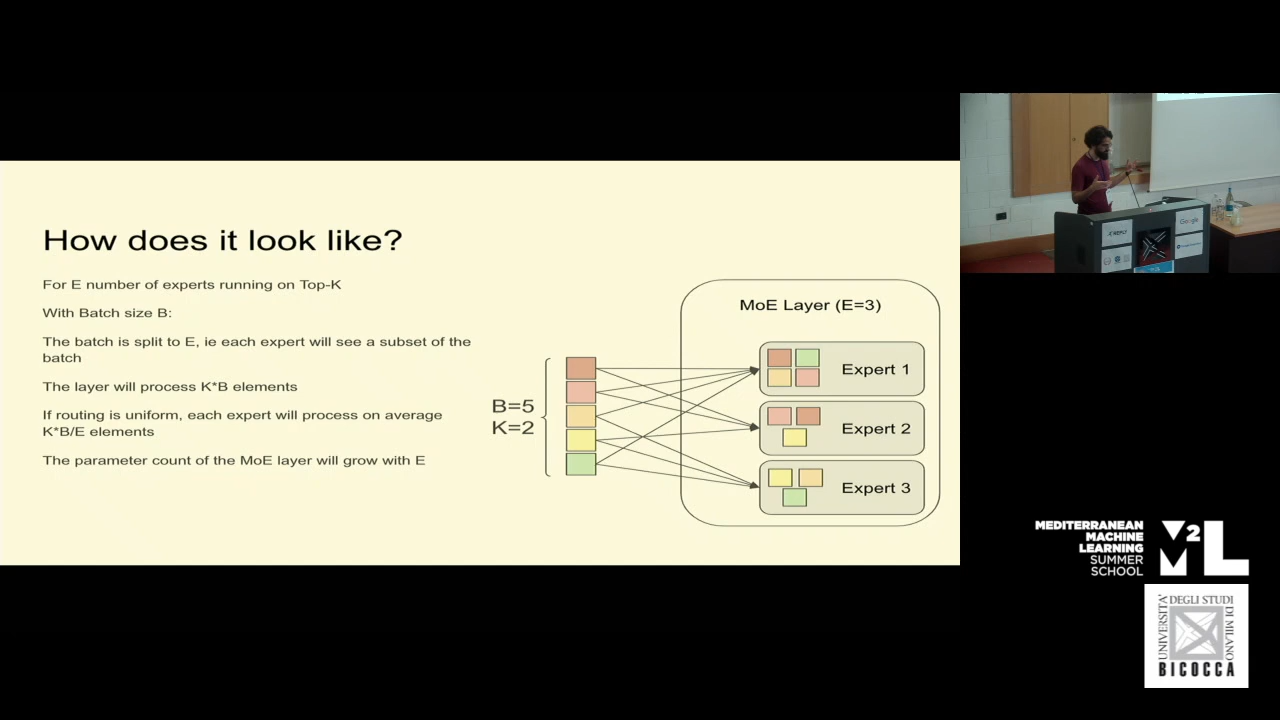 How does it look like?
For E number of experts running on Top-K
With Batch size B:
The batch is split to E, ie each expert will see a subset of the
batch
The layer will process K*B elements
If routing is uniform, each expert will process on average
K*B/E elements
The parameter count of the MoE layer will grow with E
B=5
K=2
MoE Layer (E=3)
Expert 1
Expert 2
Expert 3
REPLY
Google
MEDITERRANEAN
MACHINE
LEARNING
SUMMER
SCHOOL
M2L
UNIVERSITA'
DEGLI STUDI
DI MILANO
BICOCCA